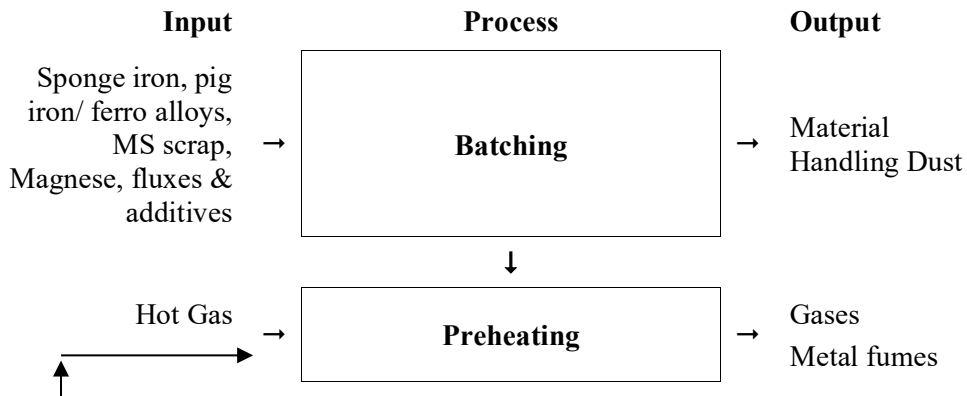 Input Process Output
Sponge iron, pig
iron/ ferro alloys,
MS scrap,
Magnese, fluxes &
additives
→ Batching →
Material
Handling Dust
↓
Hot Gas → Preheating → Gases
Metal fumes